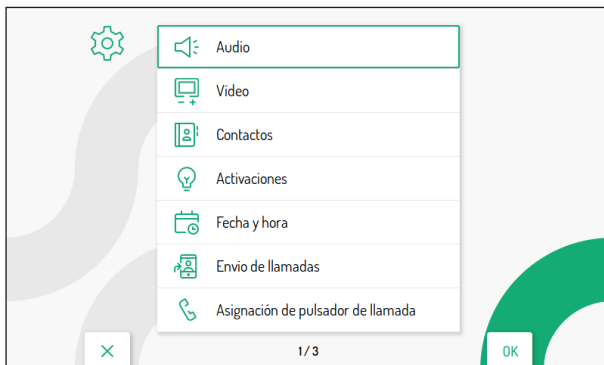 Audio
Video
Contactos
Activaciones
Fecha y hora
Envio de llamadas
Asignación de pulsador de llamada
1/3
OK